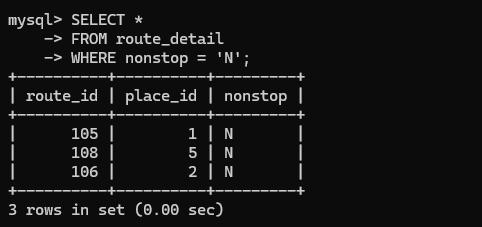 mysql> SELECT *
    -> FROM route_detail
    -> WHERE nonstop = 'N';
+----------+----------+---------+
| route_id | place_id | nonstop |
+----------+----------+---------+
|      105 |        1 | N       |
|      108 |        5 | N       |
|      106 |        2 | N       |
+----------+----------+---------+
3 rows in set (0.00 sec)